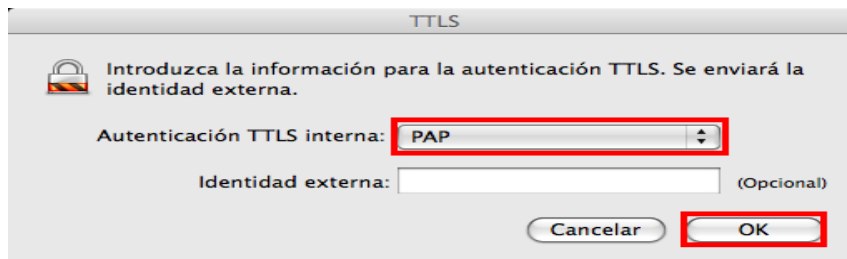 TTLS
Introduzca la información para la autenticación TTLS. Se enviará la
identidad externa.
Autenticación TTLS interna: PAP
Identidad externa: (Opcional)
Cancelar OK